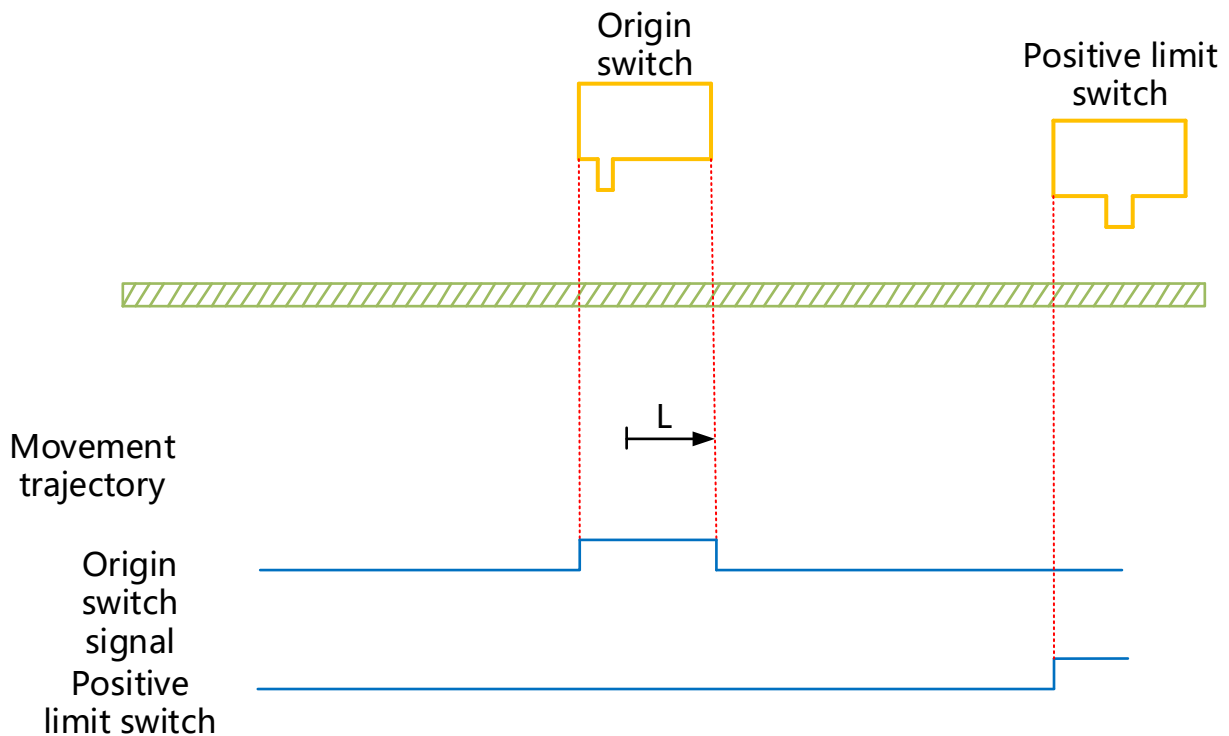 Origin
switch
Positive limit
switch
L
Movement
trajectory
Origin
switch
signal
Positive
limit switch